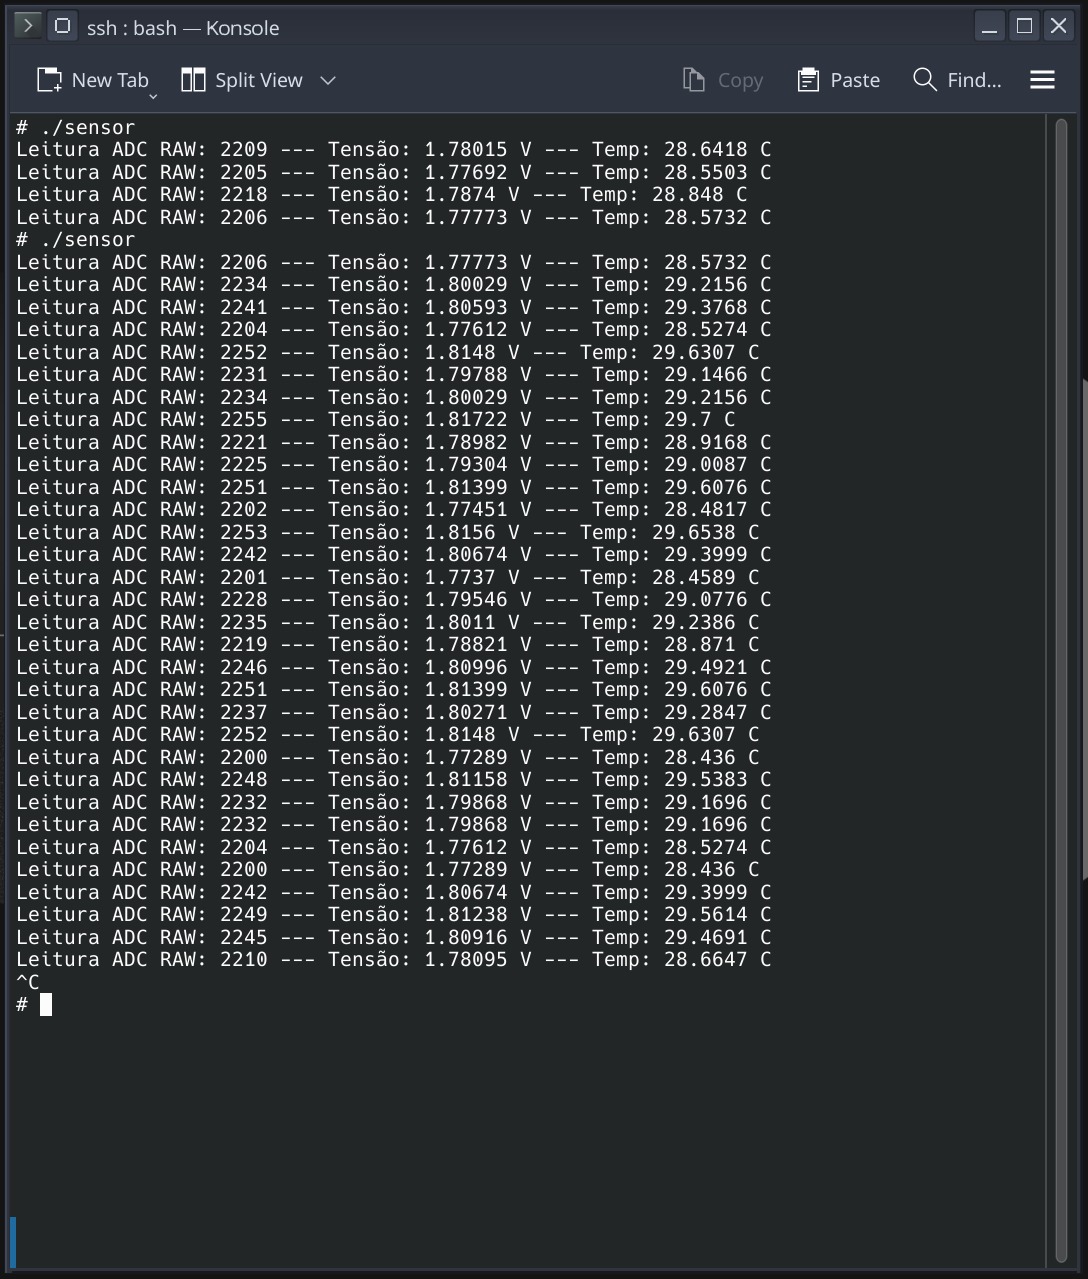 ssh : bash — Konsole
New Tab Split View Copy Paste Find...
# ./sensor
Leitura ADC RAW: 2209 --- Tensão: 1.78015 V --- Temp: 28.6418 C
Leitura ADC RAW: 2205 --- Tensão: 1.77692 V --- Temp: 28.5503 C
Leitura ADC RAW: 2218 --- Tensão: 1.7874 V --- Temp: 28.848 C
Leitura ADC RAW: 2206 --- Tensão: 1.77773 V --- Temp: 28.5732 C
# ./sensor
Leitura ADC RAW: 2206 --- Tensão: 1.77773 V --- Temp: 28.5732 C
Leitura ADC RAW: 2234 --- Tensão: 1.80029 V --- Temp: 29.2156 C
Leitura ADC RAW: 2241 --- Tensão: 1.80593 V --- Temp: 29.3768 C
Leitura ADC RAW: 2204 --- Tensão: 1.77612 V --- Temp: 28.5274 C
Leitura ADC RAW: 2252 --- Tensão: 1.8148 V --- Temp: 29.6307 C
Leitura ADC RAW: 2231 --- Tensão: 1.79788 V --- Temp: 29.1466 C
Leitura ADC RAW: 2234 --- Tensão: 1.80029 V --- Temp: 29.2156 C
Leitura ADC RAW: 2255 --- Tensão: 1.81722 V --- Temp: 29.7 C
Leitura ADC RAW: 2221 --- Tensão: 1.78982 V --- Temp: 28.9168 C
Leitura ADC RAW: 2225 --- Tensão: 1.79304 V --- Temp: 29.0087 C
Leitura ADC RAW: 2251 --- Tensão: 1.81399 V --- Temp: 29.6076 C
Leitura ADC RAW: 2202 --- Tensão: 1.77451 V --- Temp: 28.4817 C
Leitura ADC RAW: 2253 --- Tensão: 1.8156 V --- Temp: 29.6538 C
Leitura ADC RAW: 2242 --- Tensão: 1.80674 V --- Temp: 29.3999 C
Leitura ADC RAW: 2201 --- Tensão: 1.7737 V --- Temp: 28.4589 C
Leitura ADC RAW: 2228 --- Tensão: 1.79546 V --- Temp: 29.0776 C
Leitura ADC RAW: 2235 --- Tensão: 1.8011 V --- Temp: 29.2386 C
Leitura ADC RAW: 2219 --- Tensão: 1.78821 V --- Temp: 28.871 C
Leitura ADC RAW: 2246 --- Tensão: 1.80996 V --- Temp: 29.4921 C
Leitura ADC RAW: 2251 --- Tensão: 1.81399 V --- Temp: 29.6076 C
Leitura ADC RAW: 2237 --- Tensão: 1.80271 V --- Temp: 29.2847 C
Leitura ADC RAW: 2252 --- Tensão: 1.8148 V --- Temp: 29.6307 C
Leitura ADC RAW: 2200 --- Tensão: 1.77289 V --- Temp: 28.436 C
Leitura ADC RAW: 2248 --- Tensão: 1.81158 V --- Temp: 29.5383 C
Leitura ADC RAW: 2232 --- Tensão: 1.79868 V --- Temp: 29.1696 C
Leitura ADC RAW: 2232 --- Tensão: 1.79868 V --- Temp: 29.1696 C
Leitura ADC RAW: 2204 --- Tensão: 1.77612 V --- Temp: 28.5274 C
Leitura ADC RAW: 2200 --- Tensão: 1.77289 V --- Temp: 28.436 C
Leitura ADC RAW: 2242 --- Tensão: 1.80674 V --- Temp: 29.3999 C
Leitura ADC RAW: 2249 --- Tensão: 1.81238 V --- Temp: 29.5614 C
Leitura ADC RAW: 2245 --- Tensão: 1.80916 V --- Temp: 29.4691 C
Leitura ADC RAW: 2210 --- Tensão: 1.78095 V --- Temp: 28.6647 C
^C
#